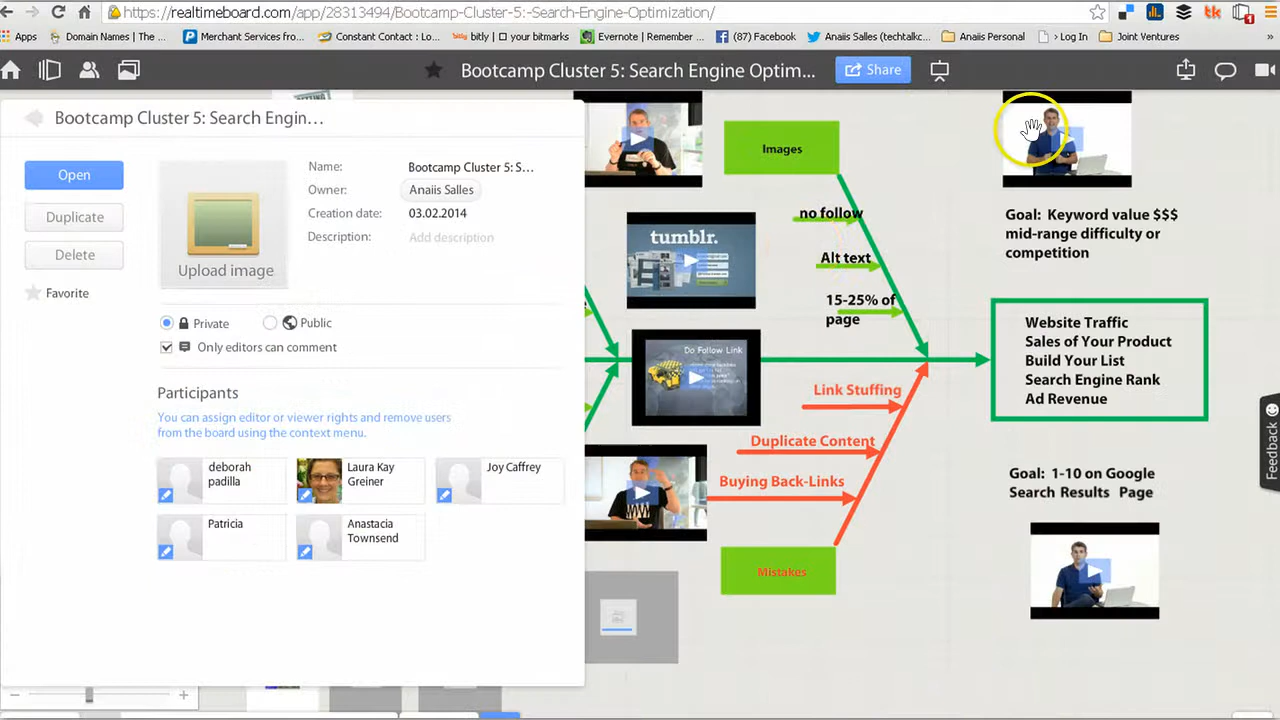 https://realtimeboard.com/app/28313494/Bootcamp-Cluster-5:-Search-Engine-Optimization/
Apps
Domain Names | The ...
Merchant Services fro...
Constant Contact : Lo...
bitly | □ your bitmarks
Evernote | Remember ...
(87) Facebook
Anaiis Salles (techtalkc...
Anaiis Personal
› Log In
Joint Ventures
»
Bootcamp Cluster 5: Search Engine Optim...
Share
Bootcamp Cluster 5: Search Engin...
Open
Duplicate
Delete
Favorite
Upload image
Name:
Bootcamp Cluster 5: S...
Owner:
Anaiis Salles
Creation date:
03.02.2014
Description:
Add description
Private
Public
Only editors can comment
Participants
You can assign editor or viewer rights and remove users
from the board using the context menu.
deborah
padilla
Laura Kay
Greiner
Joy Caffrey
Patricia
Anastacia
Townsend
Images
no follow
Alt text
15-25% of
page
tumblr.
Do Follow Link
Link Stuffing
Duplicate Content
Buying Back-Links
Mistakes
Goal: Keyword value $$$
mid-range difficulty or
competition
Website Traffic
Sales of Your Product
Build Your List
Search Engine Rank
Ad Revenue
Goal: 1-10 on Google
Search Results Page
Feedback